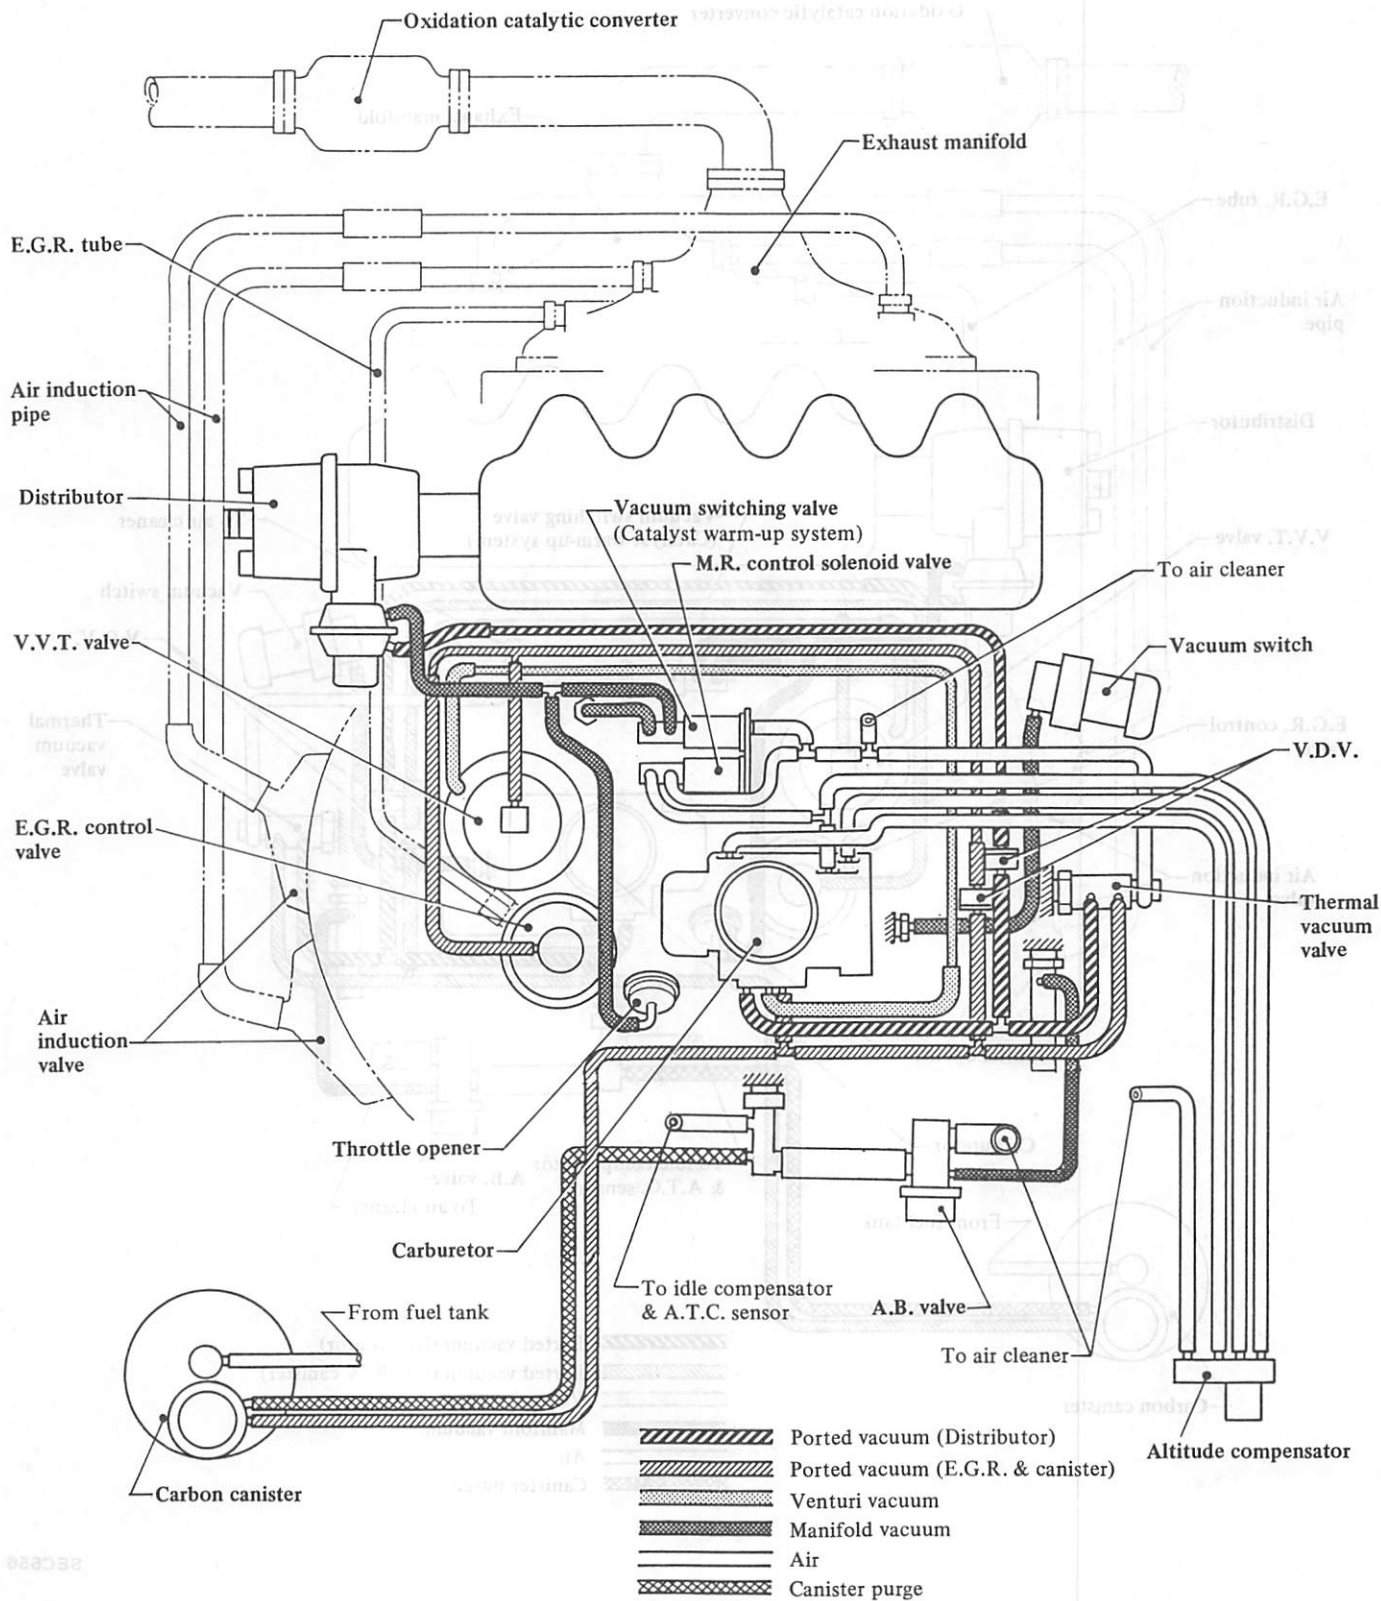 Oxidation catalytic converter
Exhaust manifold
E.G.R. tube
Air induction
pipe
Distributor
Vacuum switching valve
(Catalyst warm-up system)
M.R. control solenoid valve
To air cleaner
V.V.T. valve
Vacuum switch
V.D.V.
E.G.R. control
valve
Thermal
vacuum
valve
Air
induction
valve
Throttle opener
Carburetor
To idle compensator
& A.T.C. sensor
A.B. valve
From fuel tank
To air cleaner
Altitude compensator
Carbon canister
Ported vacuum (Distributor)
Ported vacuum (E.G.R. & canister)
Venturi vacuum
Manifold vacuum
Air
Canister purge